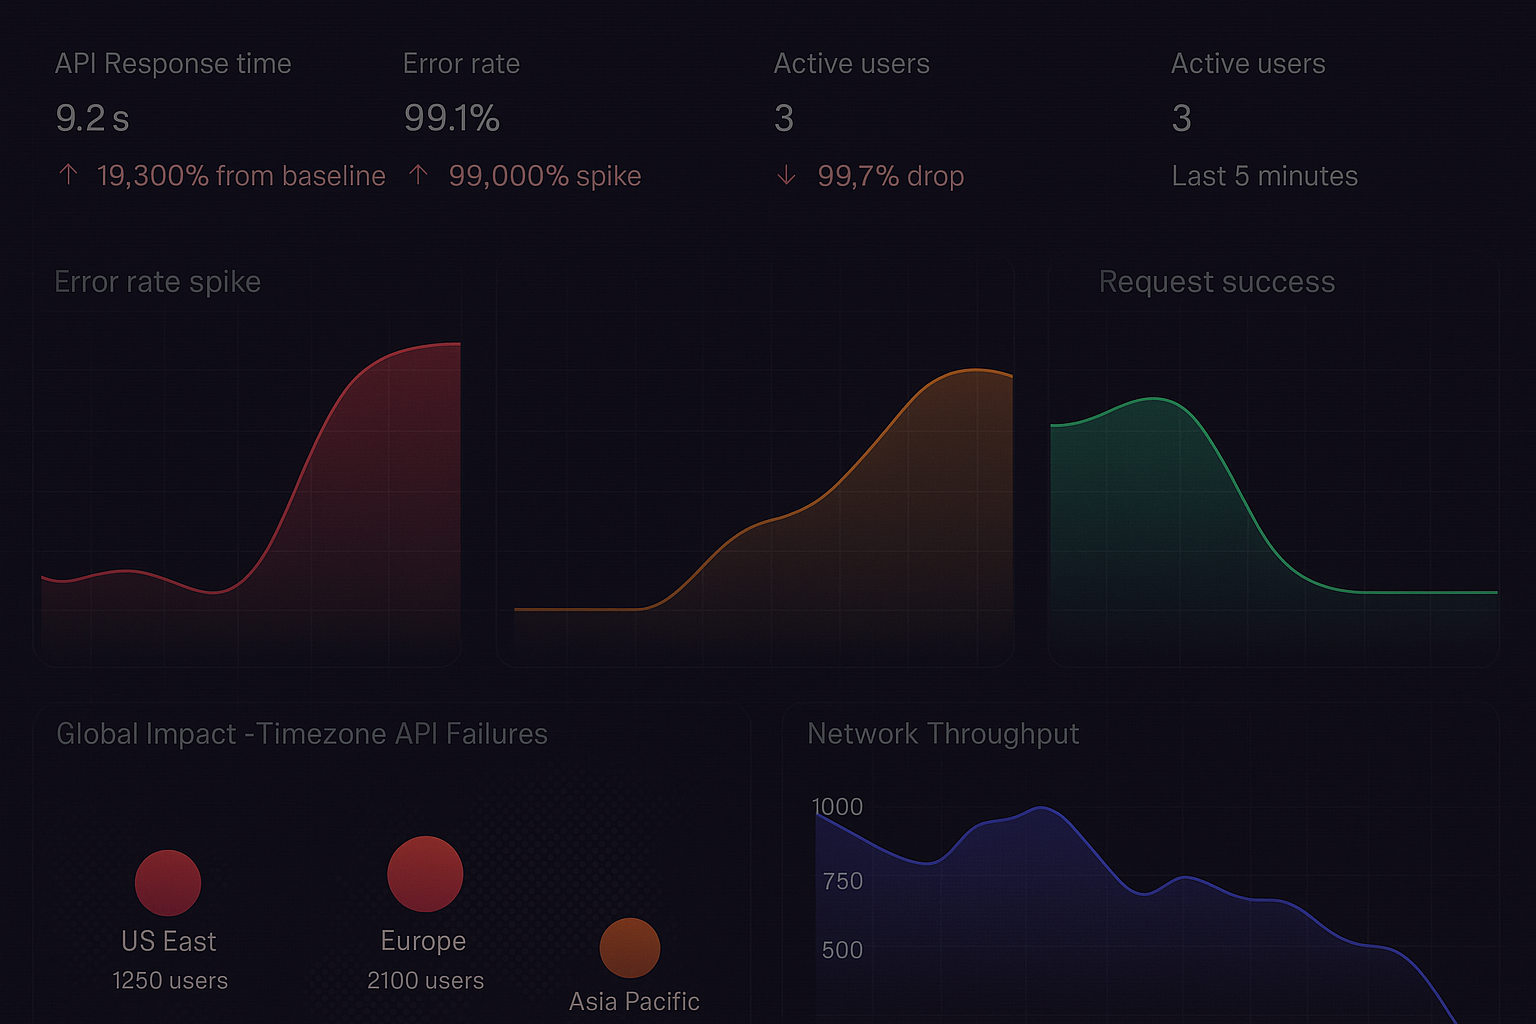 API Response time
9.2 s
↑ 19,300% from baseline
Error rate
99.1%
↑ 99,000% spike
Active users
3
↓ 99,7% drop
Active users
3
Last 5 minutes
Error rate spike
Request success
Global Impact -Timezone API Failures
US East
1250 users
Europe
2100 users
Asia Pacific
Network Throughput
1000
750
500